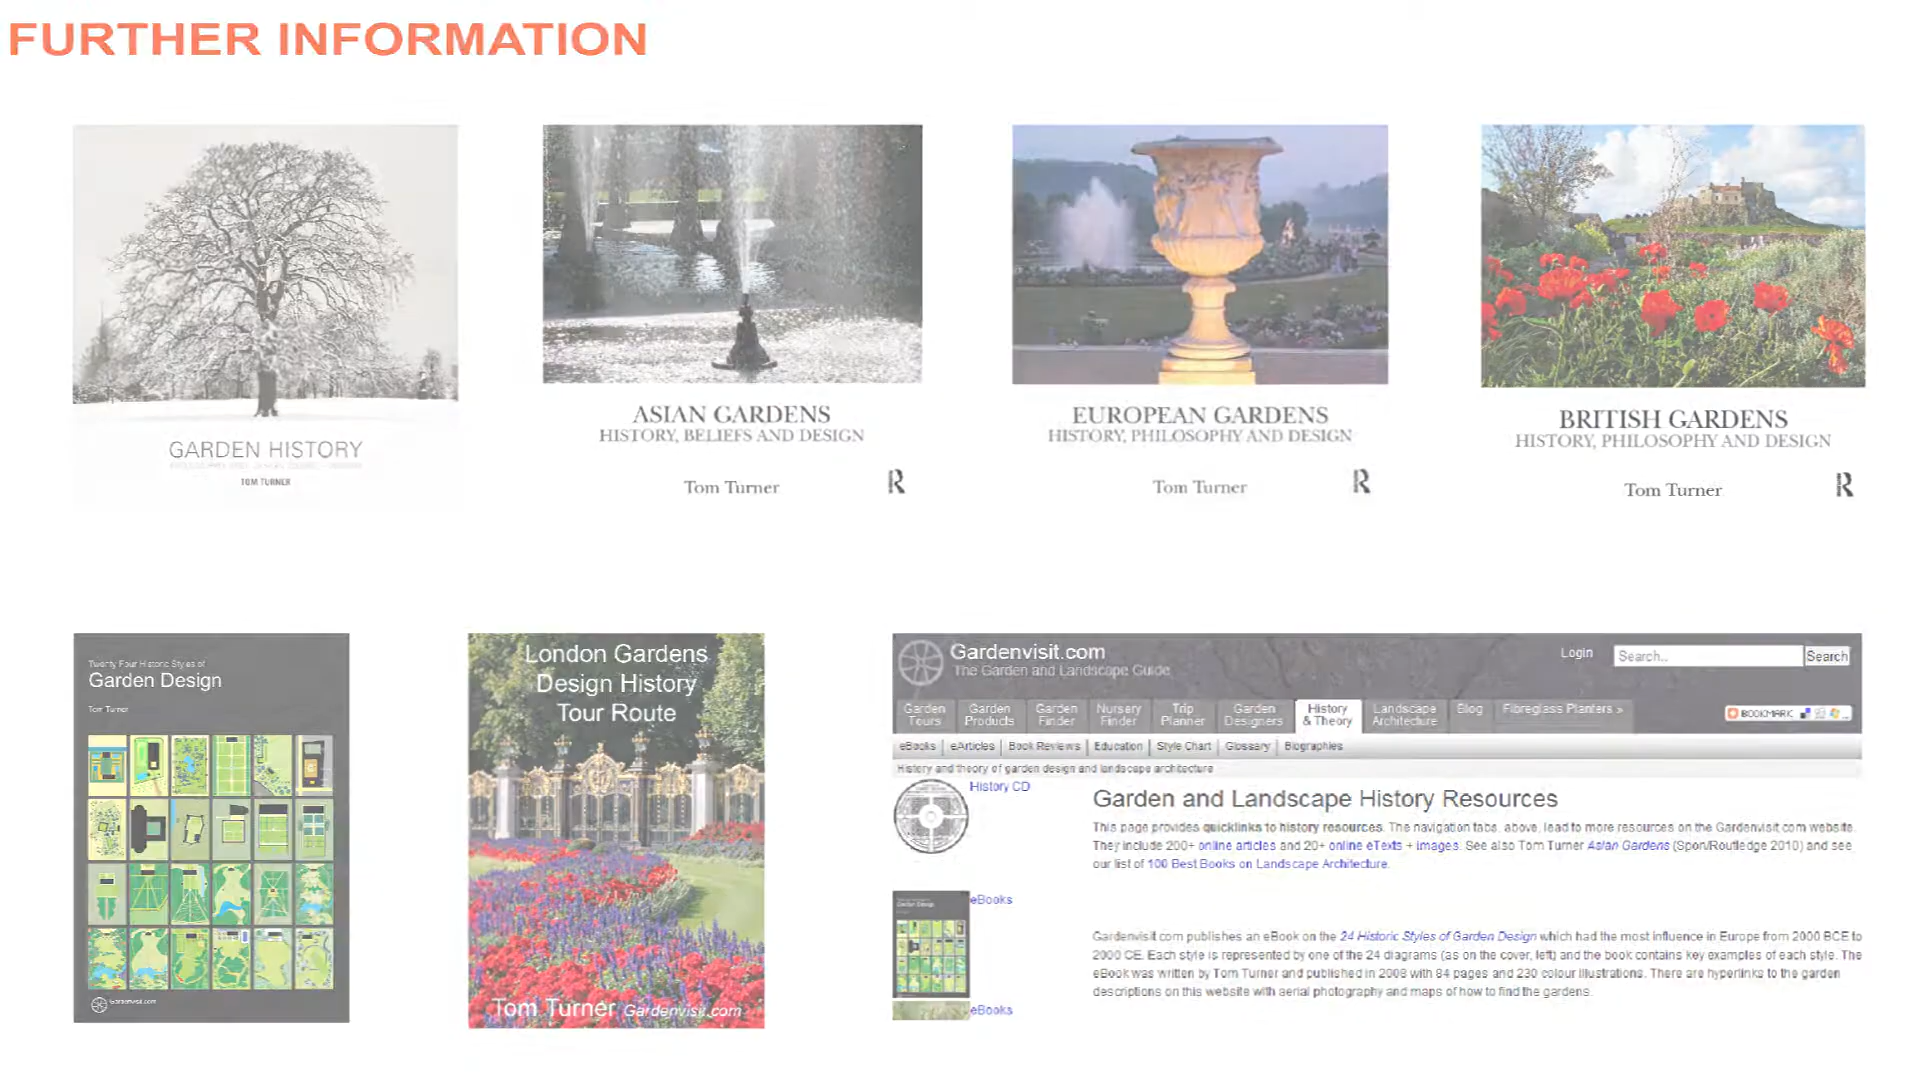 FURTHER INFORMATION
GARDEN HISTORY
TOM TURNER
ASIAN GARDENS
HISTORY, BELIEFS AND DESIGN
Tom Turner
R
EUROPEAN GARDENS
HISTORY, PHILOSOPHY AND DESIGN
Tom Turner
R
BRITISH GARDENS
HISTORY, PHILOSOPHY AND DESIGN
Tom Turner
R
Twenty Four Historic Styles of
Garden Design
Tom Turner
Gardenvisit.com
London Gardens
Design History
Tour Route
Tom Turner Gardenvisit.com
Gardenvisit.com
The Garden and Landscape Guide
Login
Search..
Search
Garden Tours
Garden Products
Garden Finder
Nursery Finder
Trip Planner
Garden Designers
History & Theory
Landscape Architecture
Blog
Fibreglass Planters »
BOOKMARK
eBooks | eArticles | Book Reviews | Education | Style Chart | Glossary | Biographies
History and theory of garden design and landscape architecture
History CD
Garden and Landscape History Resources
This page provides quicklinks to history resources. The navigation tabs, above, lead to more resources on the Gardenvisit.com website.
They include 200+ online articles and 20+ online eTexts + images. See also Tom Turner Asian Gardens (Spon/Routledge 2010) and see
our list of 100 Best Books on Landscape Architecture.
eBooks
Gardenvisit.com publishes an eBook on the 24 Historic Styles of Garden Design which had the most influence in Europe from 2000 BCE to
2000 CE. Each style is represented by one of the 24 diagrams (as on the cover, left) and the book contains key examples of each style. The
eBook was written by Tom Turner and published in 2008 with 84 pages and 230 colour illustrations. There are hyperlinks to the garden
descriptions on this website with aerial photography and maps of how to find the gardens.
eBooks